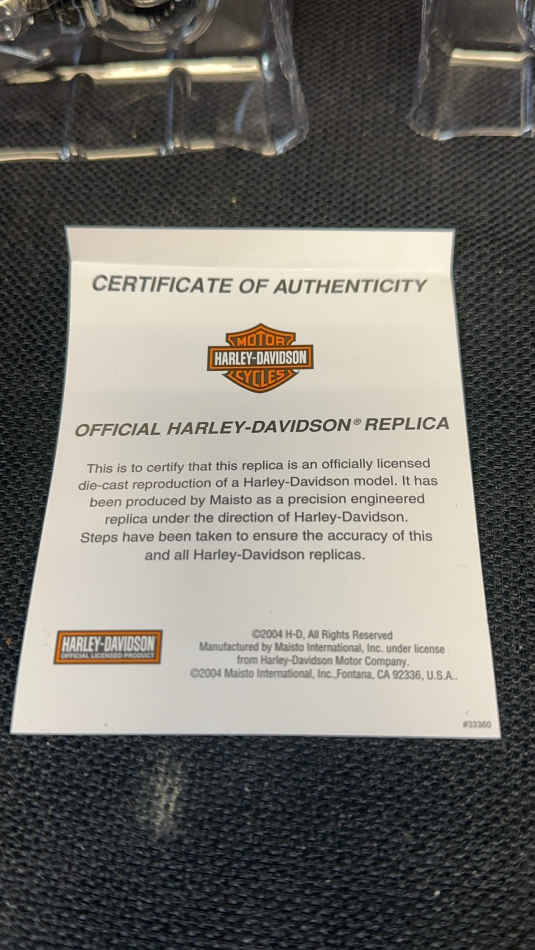 CERTIFICATE OF AUTHENTICITY
MOTOR
HARLEY-DAVIDSON
CYCLES
OFFICIAL HARLEY-DAVIDSON® REPLICA
This is to certify that this replica is an officially licensed
die-cast reproduction of a Harley-Davidson model. It has
been produced by Maisto as a precision engineered
replica under the direction of Harley-Davidson.
Steps have been taken to ensure the accuracy of this
and all Harley-Davidson replicas.
HARLEY-DAVIDSON
OFFICIAL LICENSED PRODUCT
©2004 H-D, All Rights Reserved
Manufactured by Maisto International, Inc. under license
from Harley-Davidson Motor Company.
©2004 Maisto International, Inc.,Fontana, CA 92336, U.S.A..
#33360